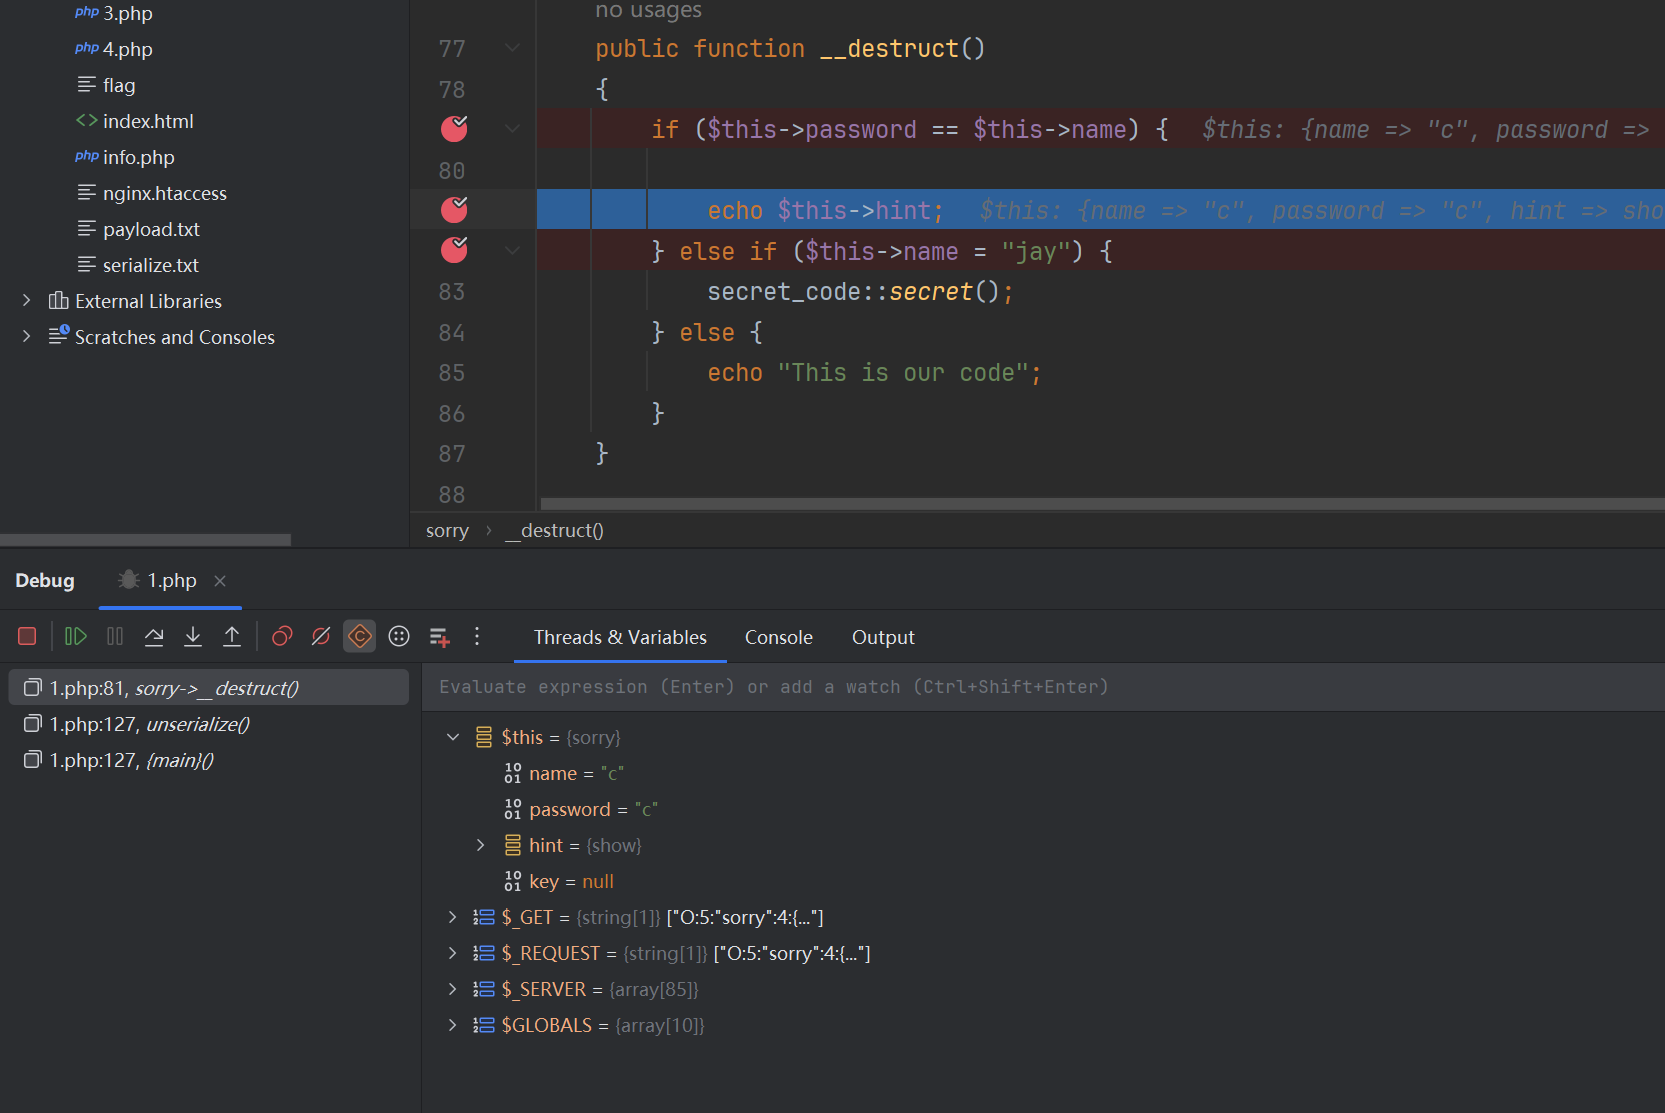 php 3.php
php 4.php
flag
<> index.html
php info.php
nginx.htaccess
payload.txt
serialize.txt
External Libraries
Scratches and Consoles
no usages
77 public function __destruct()
78 {
if ($this->password == $this->name) { $this: {name => "c", password =>
80
echo $this->hint; $this: {name => "c", password => "c", hint => sho
} else if ($this->name = "jay") {
83 secret_code::secret();
84 } else {
85 echo "This is our code";
86 }
87 }
88
sorry › __destruct()
Debug 1.php ×
Threads & Variables Console Output
1.php:81, sorry->__destruct()
1.php:127, unserialize()
1.php:127, {main}()
Evaluate expression (Enter) or add a watch (Ctrl+Shift+Enter)
$this = {sorry}
name = "c"
password = "c"
hint = {show}
key = null
$_GET = {string[1]} ["O:5:"sorry":4:{..."]
$_REQUEST = {string[1]} ["O:5:"sorry":4:{..."]
$_SERVER = {array[85]}
$GLOBALS = {array[10]}